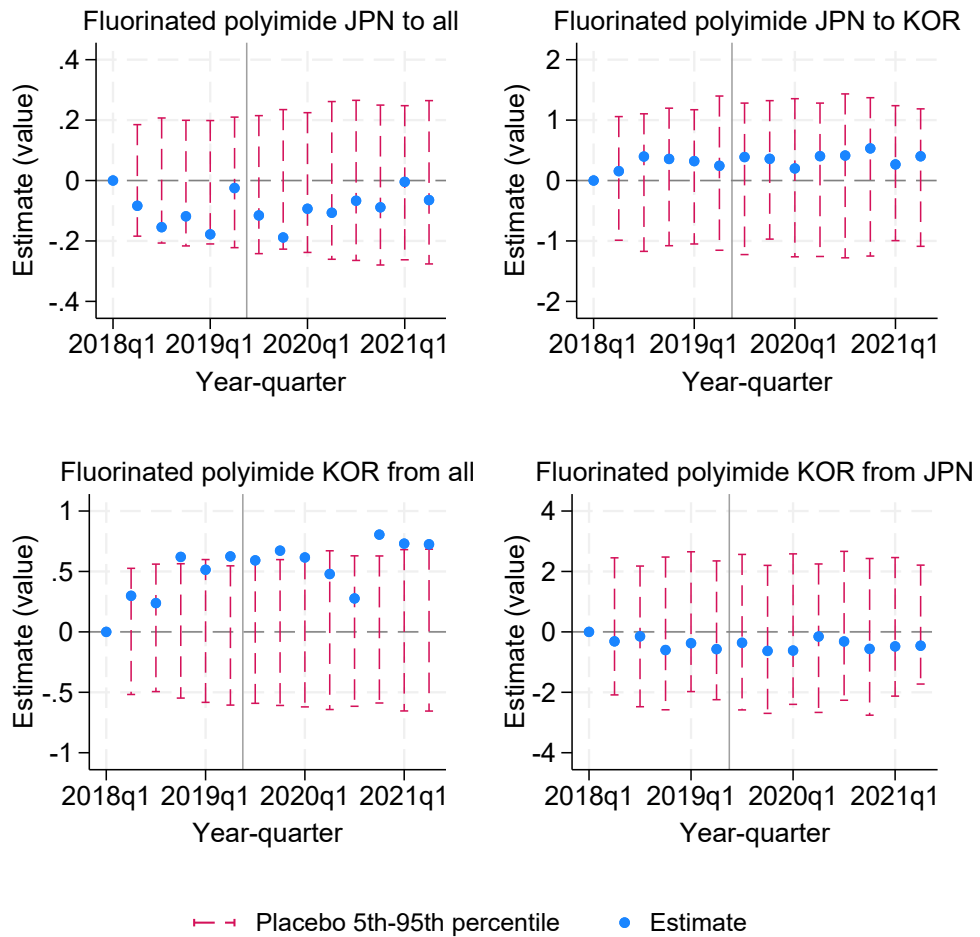 Fluorinated polyimide JPN to all
.4
.2
0
-.2
-.4
Estimate (value)
2018q1 2019q1 2020q1 2021q1
Year-quarter
Fluorinated polyimide JPN to KOR
2
1
0
-1
-2
Estimate (value)
2018q1 2019q1 2020q1 2021q1
Year-quarter
Fluorinated polyimide KOR from all
1
.5
0
-.5
-1
Estimate (value)
2018q1 2019q1 2020q1 2021q1
Year-quarter
Fluorinated polyimide KOR from JPN
4
2
0
-2
-4
Estimate (value)
2018q1 2019q1 2020q1 2021q1
Year-quarter
Placebo 5th-95th percentile
Estimate